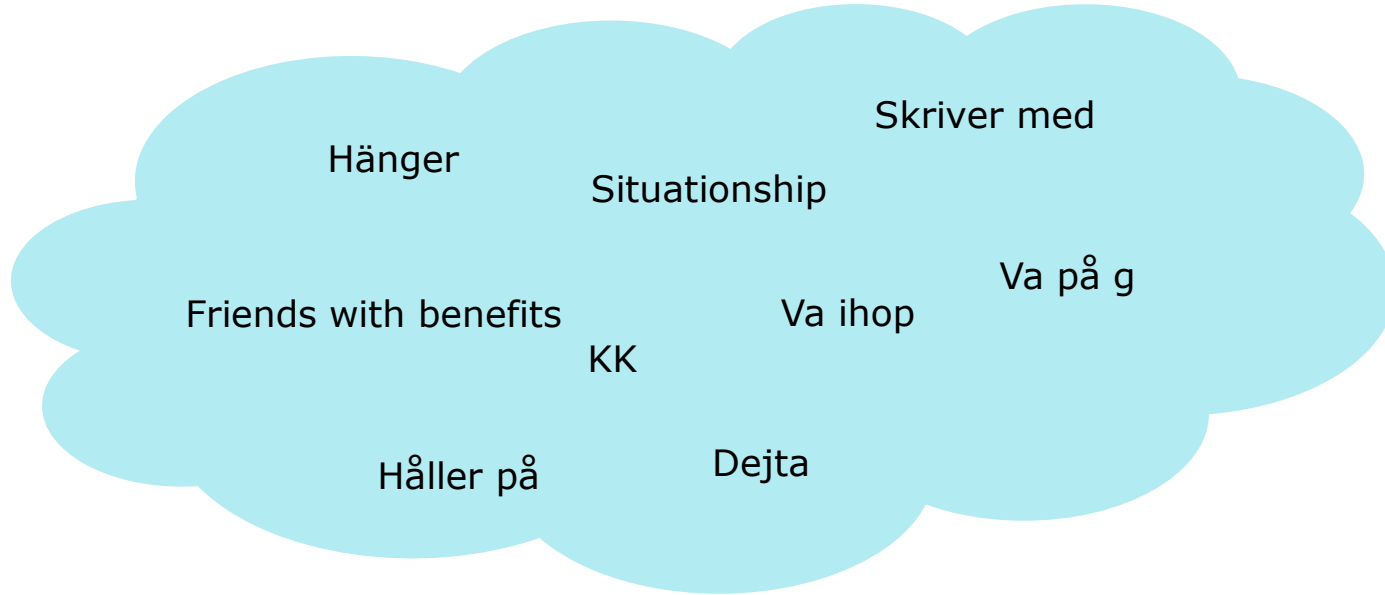 Skriver med
Hänger
Situationship
Va på g
Friends with benefits
Va ihop
KK
Dejta
Håller på